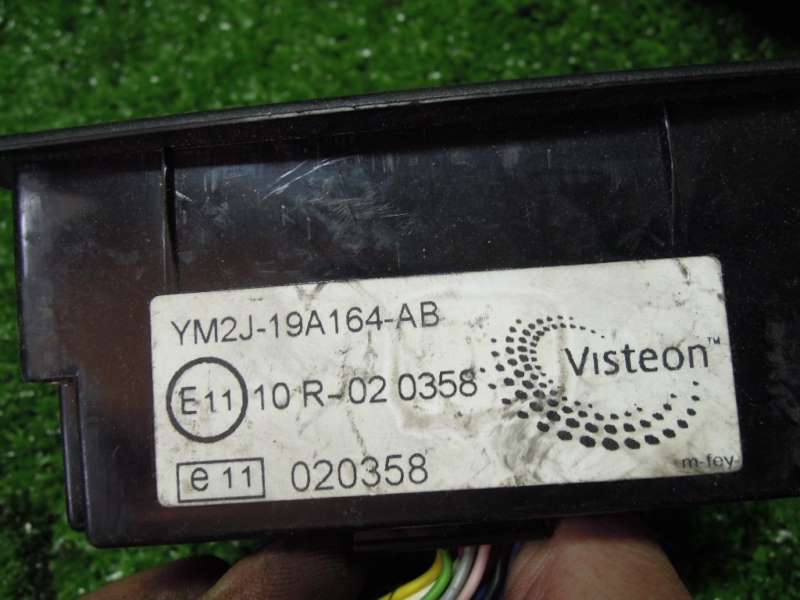 YM2J-19A164-AB
E11 10 R-02 0358
e 11 020358
Visteon™
m-fey